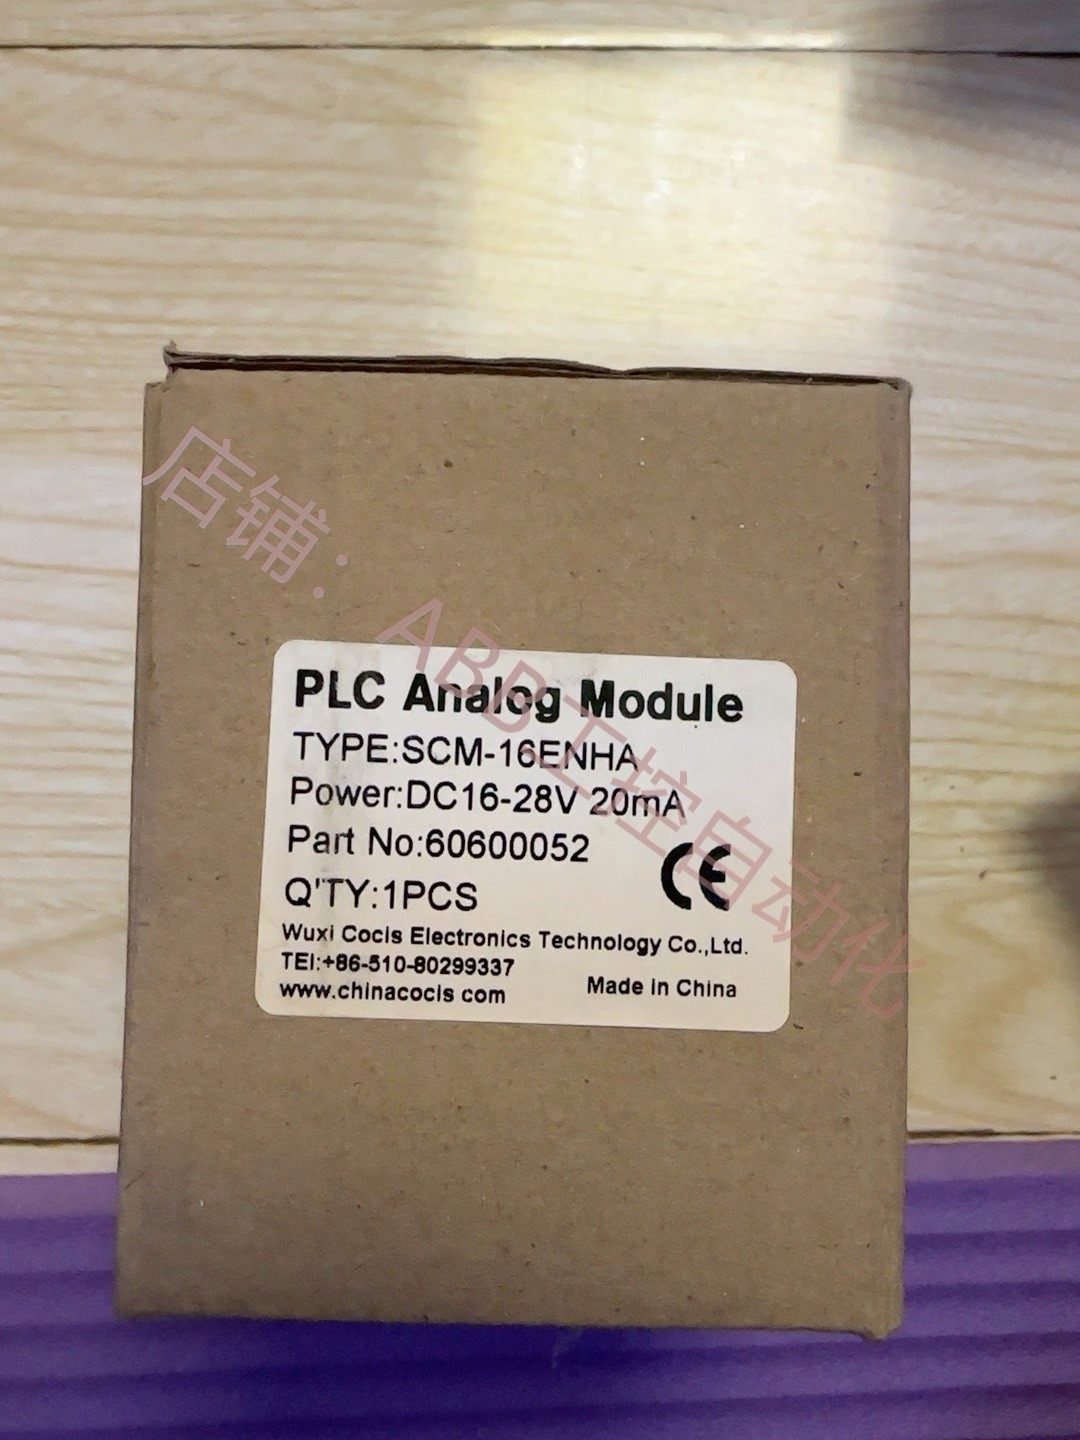 店铺：ABB工控自动化
PLC Analog Module
TYPE:SCM-16ENHA
Power:DC16-28V 20mA
Part No:60600052
Q'TY:1PCS
CE
Wuxi Cocis Electronics Technology Co.,Ltd.
TEl:+86-510-80299337
www.chinacocis com
Made in China